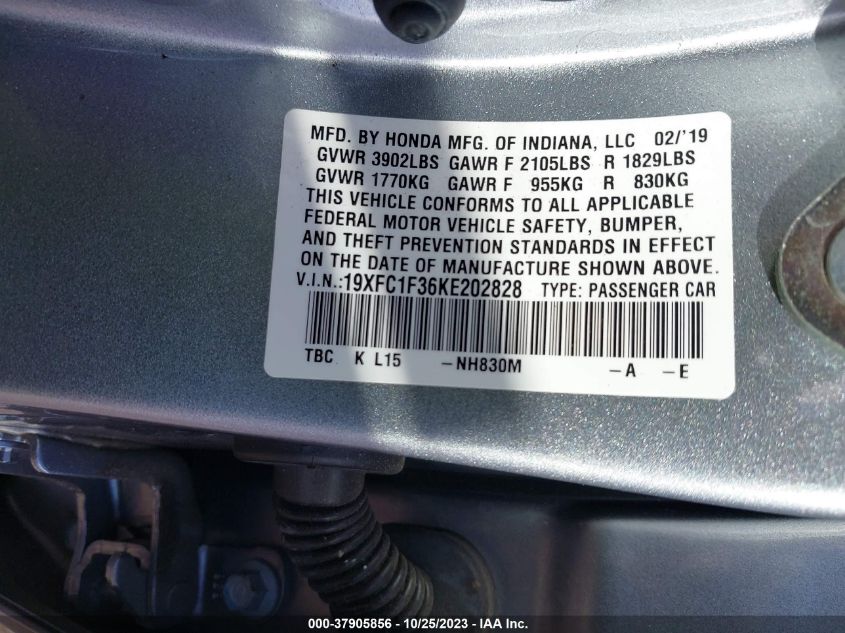 MFD. BY HONDA MFG. OF INDIANA, LLC 02/'19
GVWR 3902LBS GAWR F 2105LBS R 1829LBS
GVWR 1770KG GAWR F 955KG R 830KG
THIS VEHICLE CONFORMS TO ALL APPLICABLE
FEDERAL MOTOR VEHICLE SAFETY, BUMPER,
AND THEFT PREVENTION STANDARDS IN EFFECT
ON THE DATE OF MANUFACTURE SHOWN ABOVE.
V.I.N.:19XFC1F36KE202828 TYPE: PASSENGER CAR
TBC K L15 -NH830M -A -E
000-37905856 - 10/25/2023 - IAA Inc.